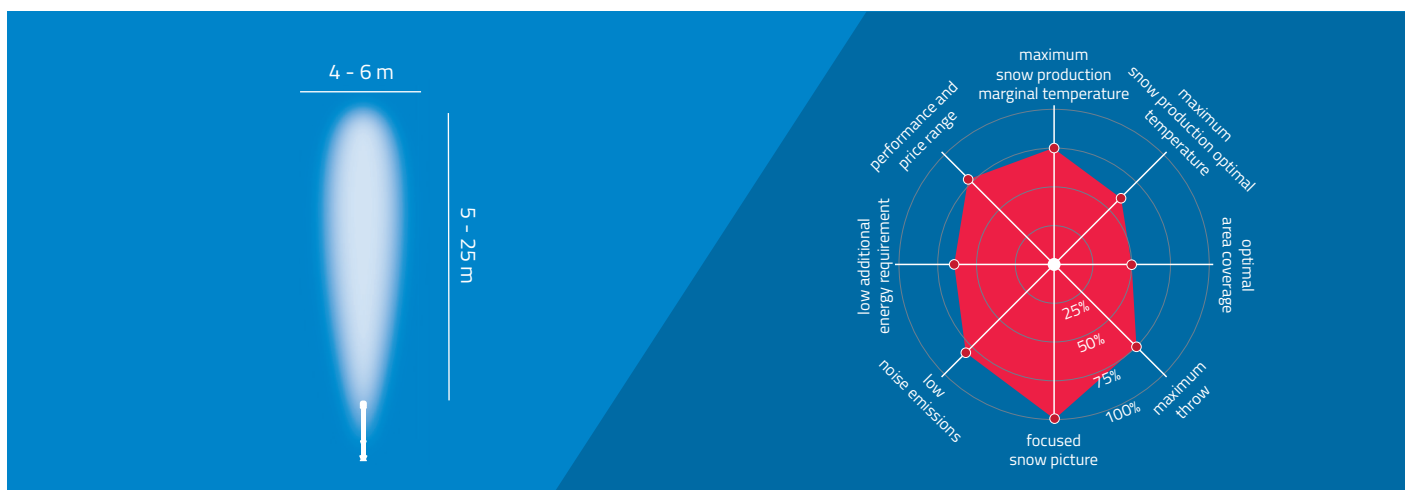 4 - 6 m
5 - 25 m
maximum
snow production
marginal temperature
maximum
snow production optimal
temperature
optimal
area coverage
maximum
throw
focused
snow picture
low
noise emissions
low additional
energy requirement
performance and
price range
25%
50%
75%
100%